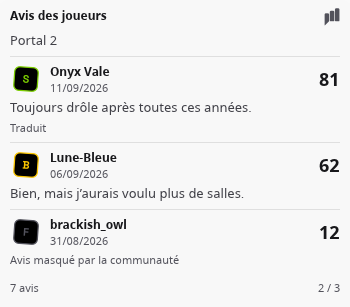 Avis des joueurs
Portal 2
S
Onyx Vale
81
11/09/2026
Toujours drôle après toutes ces années.
Traduit
B
Lune-Bleue
62
06/09/2026
Bien, mais j’aurais voulu plus de salles.
F
brackish_owl
12
31/08/2026
Avis masqué par la communauté
7 avis
2 / 3